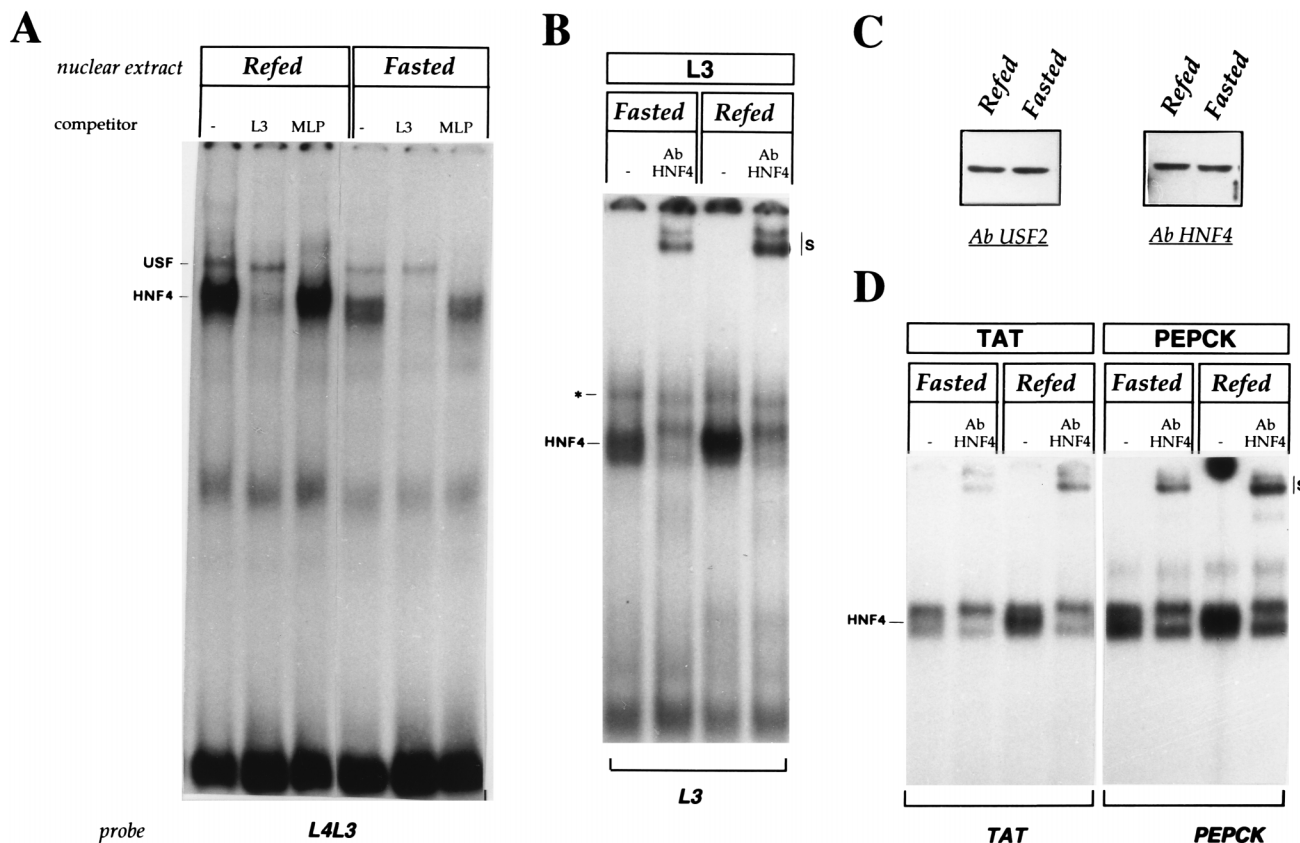 A
nuclear extract
Refed
Fasted
competitor
- L3 MLP - L3 MLP
USF –
HNF4 –
probe
L4L3
B
L3
Fasted
Refed
- Ab HNF4 - Ab HNF4
S
* –
HNF4 –
L3
C
Refed
Fasted
Refed
Fasted
Ab USF2
Ab HNF4
D
TAT
PEPCK
Fasted
Refed
Fasted
Refed
- Ab HNF4 - Ab HNF4 - Ab HNF4 - Ab HNF4
S
HNF4 –
TAT
PEPCK